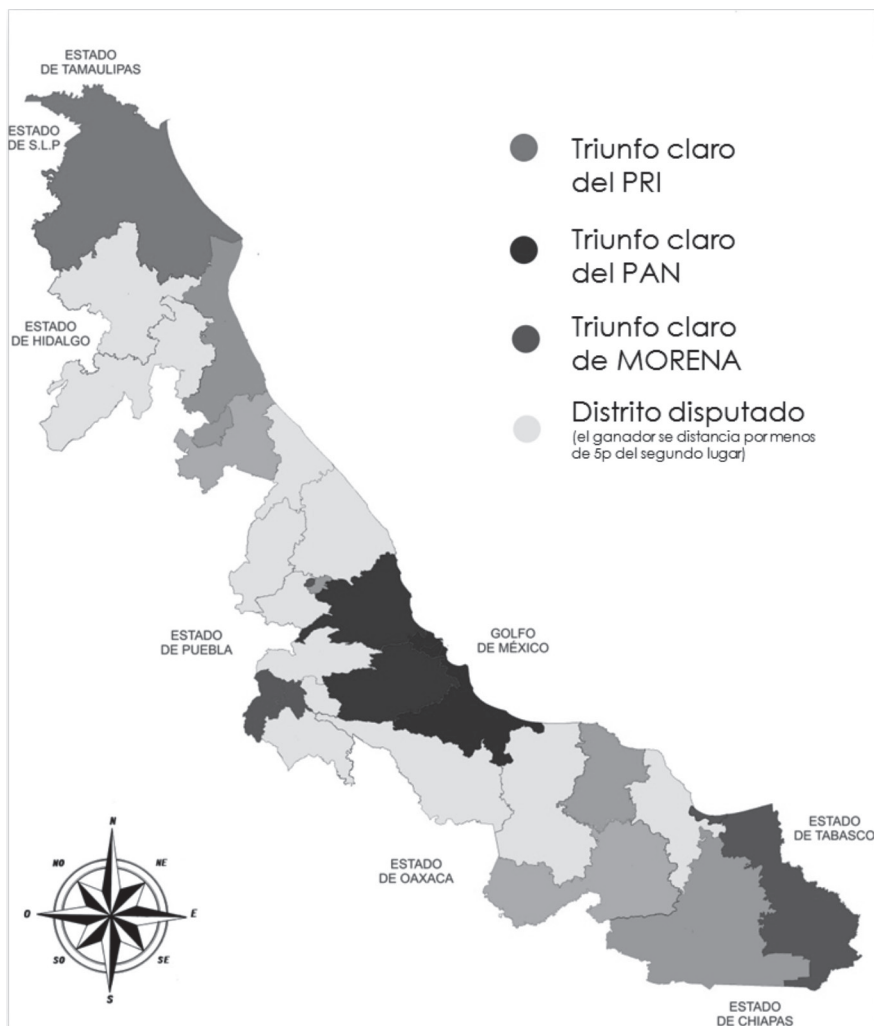 ESTADO
DE TAMAULIPAS
ESTADO
DE S.L.P
Triunfo claro
del PRI
Triunfo claro
del PAN
ESTADO
DE HIDALGO
Triunfo claro
de MORENA
Distrito disputado
(el ganador se distancia por menos
de 5p del segundo lugar)
ESTADO
DE PUEBLA
GOLFO
DE MÉXICO
ESTADO
DE TABASCO
ESTADO
DE OAXACA
N
NO
NE
O
E
SO
SE
S
ESTADO
DE CHIAPAS